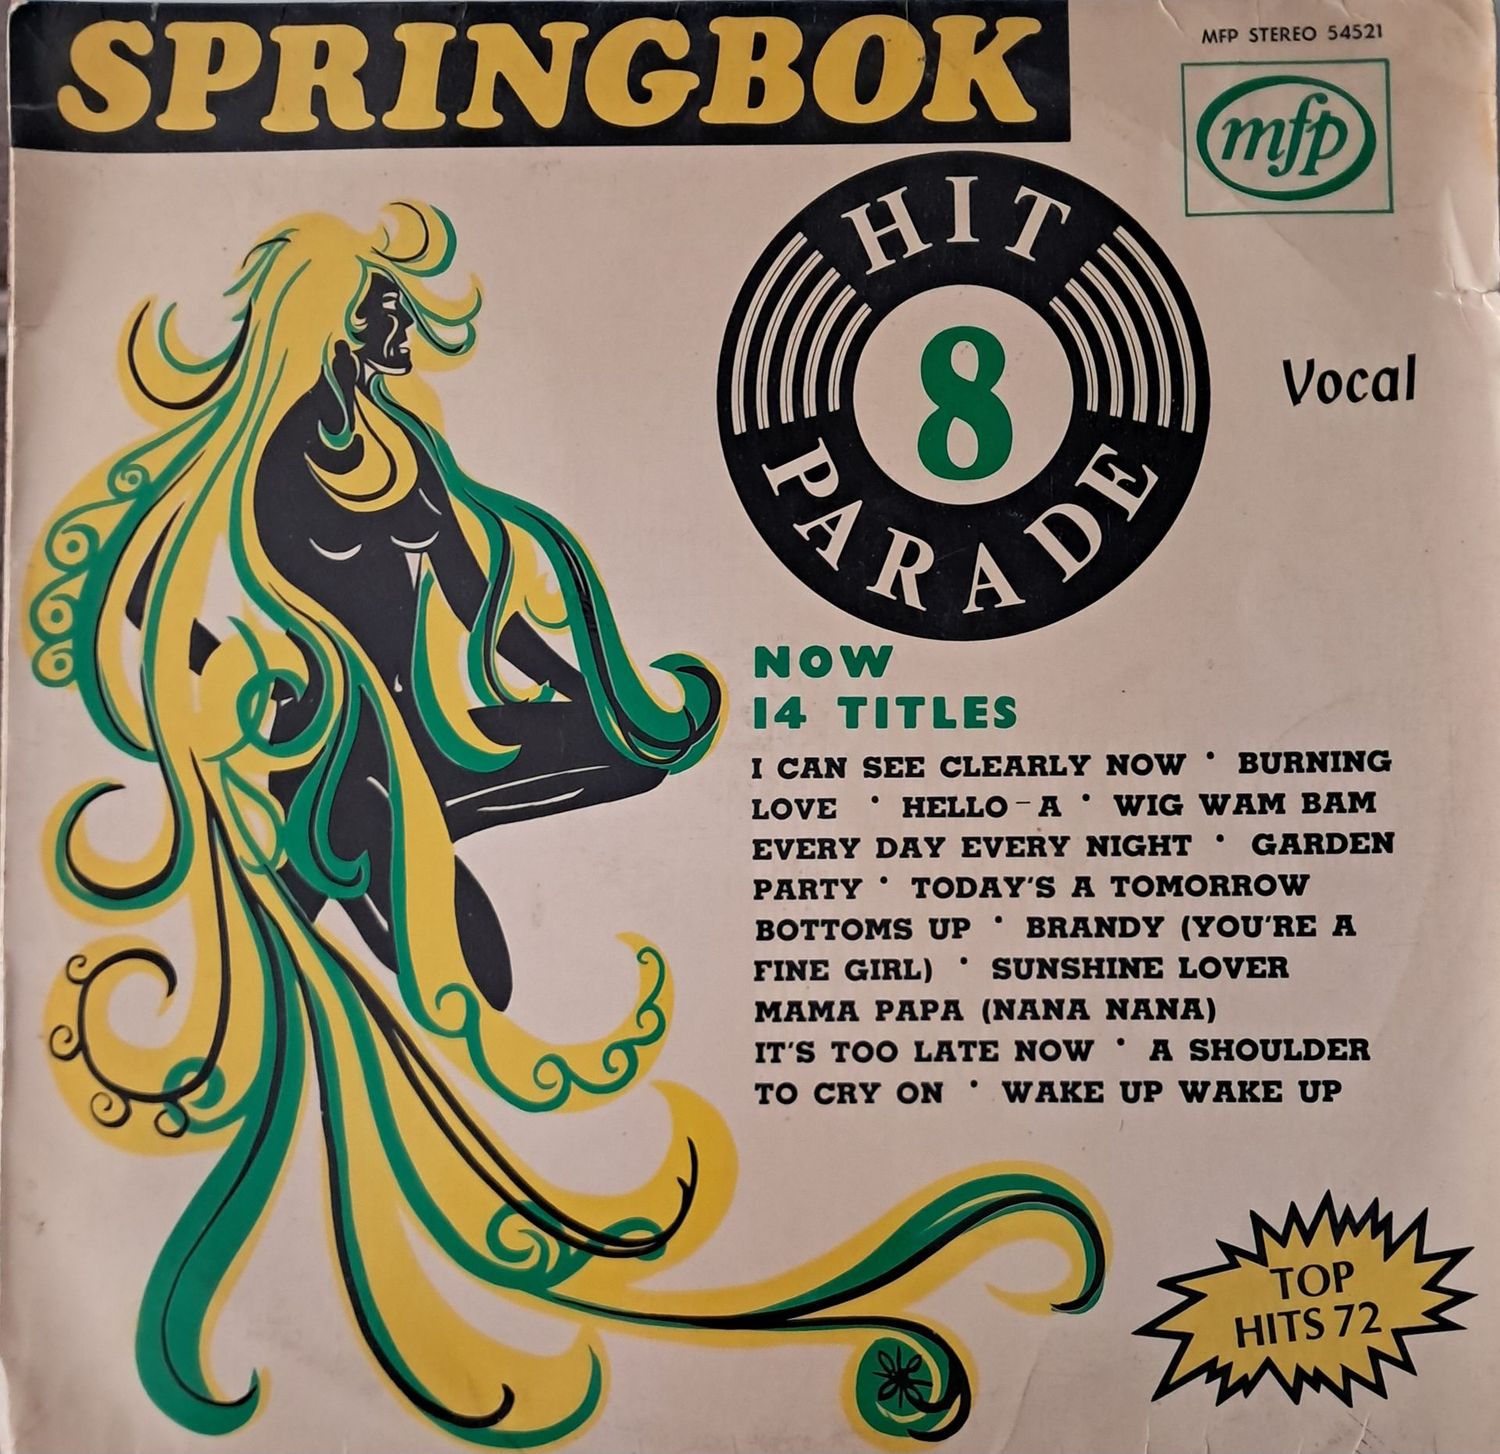 SPRINGBOK
MFP STEREO 54521
mfp
HIT
8
PARADE
Vocal
NOW
14 TITLES
I CAN SEE CLEARLY NOW • BURNING
LOVE • HELLO-A • WIG WAM BAM
EVERY DAY EVERY NIGHT • GARDEN
PARTY • TODAY'S A TOMORROW
BOTTOMS UP • BRANDY (YOU'RE A
FINE GIRL) • SUNSHINE LOVER
MAMA PAPA (NANA NANA)
IT'S TOO LATE NOW • A SHOULDER
TO CRY ON • WAKE UP WAKE UP
TOP
HITS 72